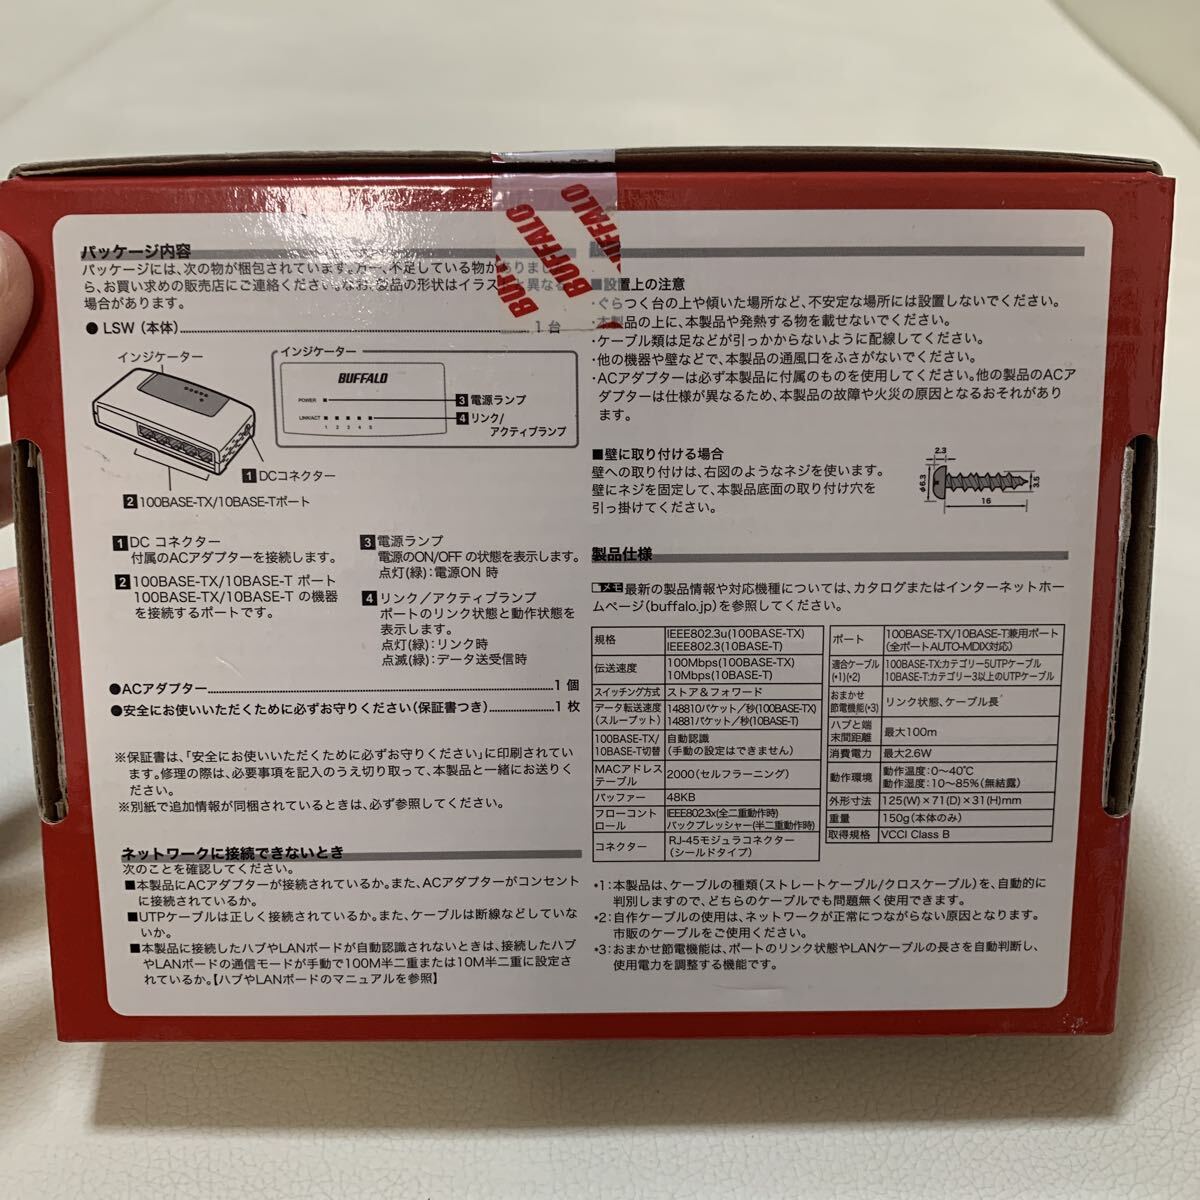 パッケージ内容
パッケージには、次の物が梱包されています。万一、不足している物がありまし
ら、お買い求めの販売店にご連絡ください。なお、製品の形状はイラストと異なる
場合があります。
● LSW (本体) 1 台
インジケーター
1 DCコネクター
2 100BASE-TX/10BASE-Tポート
インジケーター
BUFFALO
POWER
LINK/ACT
1 2 3 4 5
3 電源ランプ
4 リンク/
アクティブランプ
1 DC コネクター
付属のACアダプターを接続します。
2 100BASE-TX/10BASE-T ポート
100BASE-TX/10BASE-T の機器
を接続するポートです。
3 電源ランプ
電源のON/OFF の状態を表示します。
点灯(緑):電源ON 時
4 リンク／アクティブランプ
ポートのリンク状態と動作状態を
表示します。
点灯(緑):リンク時
点滅(緑):データ送受信時
●ACアダプター 1 個
●安全にお使いいただくために必ずお守りください(保証書つき) 1 枚
※保証書は、「安全にお使いいただくために必ずお守りください」に印刷されてい
ます。修理の際は、必要事項を記入のうえ切り取って、本製品と一緒にお送りく
ださい。
※別紙で追加情報が同梱されているときは、必ず参照してください。
ネットワークに接続できないとき
次のことを確認してください。
■本製品にACアダプターが接続されているか。また、ACアダプターがコンセント
に接続されているか。
■UTPケーブルは正しく接続されているか。また、ケーブルは断線などしていな
いか。
■本製品に接続したハブやLANボードが自動認識されないときは、接続したハブ
やLANボードの通信モードが手動で100M半二重または10M半二重に設定さ
れているか。【ハブやLANボードのマニュアルを参照】
BUFFALO
BUFFALO
BUFFALO
■設置上の注意
・ぐらつく台の上や傾いた場所など、不安定な場所には設置しないでください。
・本製品の上に、本製品や発熱する物を載せないでください。
・ケーブル類は足などが引っかからないように配線してください。
・他の機器や壁などで、本製品の通風口をふさがないでください。
・ACアダプターは必ず本製品に付属のものを使用してください。他の製品のACア
ダプターは仕様が異なるため、本製品の故障や火災の原因となるおそれがあり
ます。
■壁に取り付ける場合
壁への取り付けは、右図のようなネジを使います。
壁にネジを固定して、本製品底面の取り付け穴を
引っ掛けてください。
2.3
φ6.3
3.5
16
製品仕様
メモ 最新の製品情報や対応機種については、カタログまたはインターネットホー
ムページ(buffalo.jp)を参照してください。
規格 IEEE802.3u(100BASE-TX)
IEEE802.3(10BASE-T)
伝送速度 100Mbps(100BASE-TX)
10Mbps(10BASE-T)
スイッチング方式 ストア＆フォワード
データ転送速度 148810パケット／秒(100BASE-TX)
(スループット) 14881パケット／秒(10BASE-T)
100BASE-TX/ 自動認識
10BASE-T切替 (手動の設定はできません)
MACアドレス
テーブル 2000(セルフラーニング)
バッファー 48KB
フローコント IEEE802.3x(全二重動作時)
ロール バックプレッシャー(半二重動作時)
コネクター RJ-45モジュラコネクター
(シールドタイプ)
ポート 100BASE-TX/10BASE-T兼用ポート
(全ポートAUTO-MDIX対応)
適合ケーブル 100BASE-TX:カテゴリー5UTPケーブル
(*1)(*2) 10BASE-T:カテゴリー3以上のUTPケーブル
おまかせ
節電機能(*3) リンク状態、ケーブル長
ハブと端
末間距離 最大100m
消費電力 最大2.6W
動作環境 動作温度:0〜40℃
動作湿度:10〜85%(無結露)
外形寸法 125(W)×71(D)×31(H)mm
重量 150g(本体のみ)
取得規格 VCCI Class B
*1:本製品は、ケーブルの種類(ストレートケーブル/クロスケーブル)を、自動的に
判別しますので、どちらのケーブルでも問題無く使用できます。
*2:自作ケーブルの使用は、ネットワークが正常につながらない原因となります。
市販のケーブルをご使用ください。
*3:おまかせ節電機能は、ポートのリンク状態やLANケーブルの長さを自動判断し、
使用電力を調整する機能です。